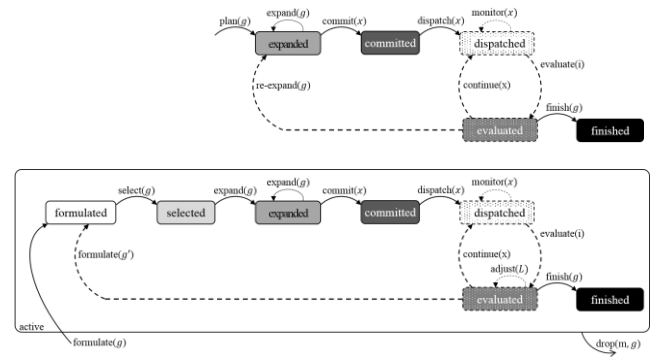 plan(g) expand(g) commit(x) dispatch(x) monitor(x)
expanded committed dispatched
evaluate(i)
re-expand(g) continue(x)
finish(g)
evaluated finished
select(g) expand(g) expand(g) commit(x) dispatch(x) monitor(x)
formulated selected expanded committed dispatched
evaluate(i)
formulate(g') continue(x)
adjust(L) finish(g)
evaluated finished
active
formulate(g) drop(m, g)